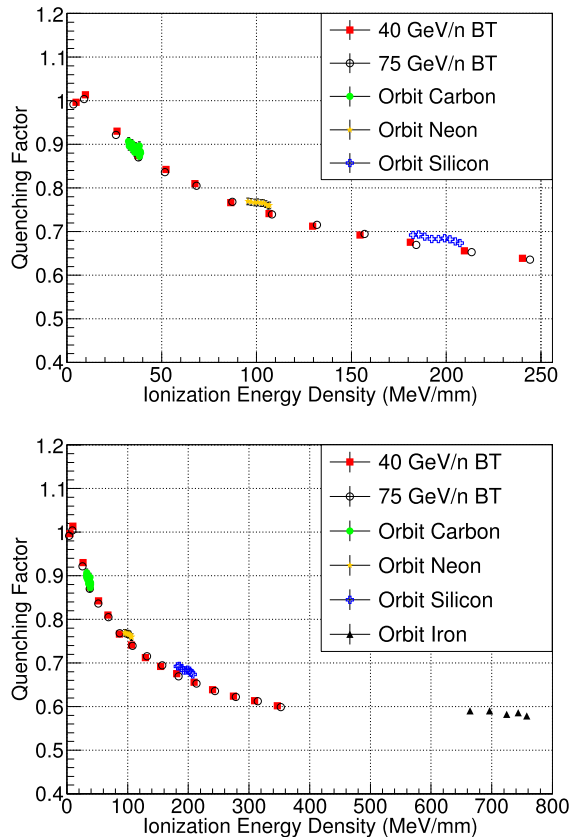 1.2
1.1
1
0.9
0.8
0.7
0.6
0.5
0.4
Quenching Factor
40 GeV/n BT
75 GeV/n BT
Orbit Carbon
Orbit Neon
Orbit Silicon
0 50 100 150 200 250
Ionization Energy Density (MeV/mm)
1.2
1.1
1
0.9
0.8
0.7
0.6
0.5
0.4
Quenching Factor
40 GeV/n BT
75 GeV/n BT
Orbit Carbon
Orbit Neon
Orbit Silicon
Orbit Iron
0 100 200 300 400 500 600 700 800
Ionization Energy Density (MeV/mm)